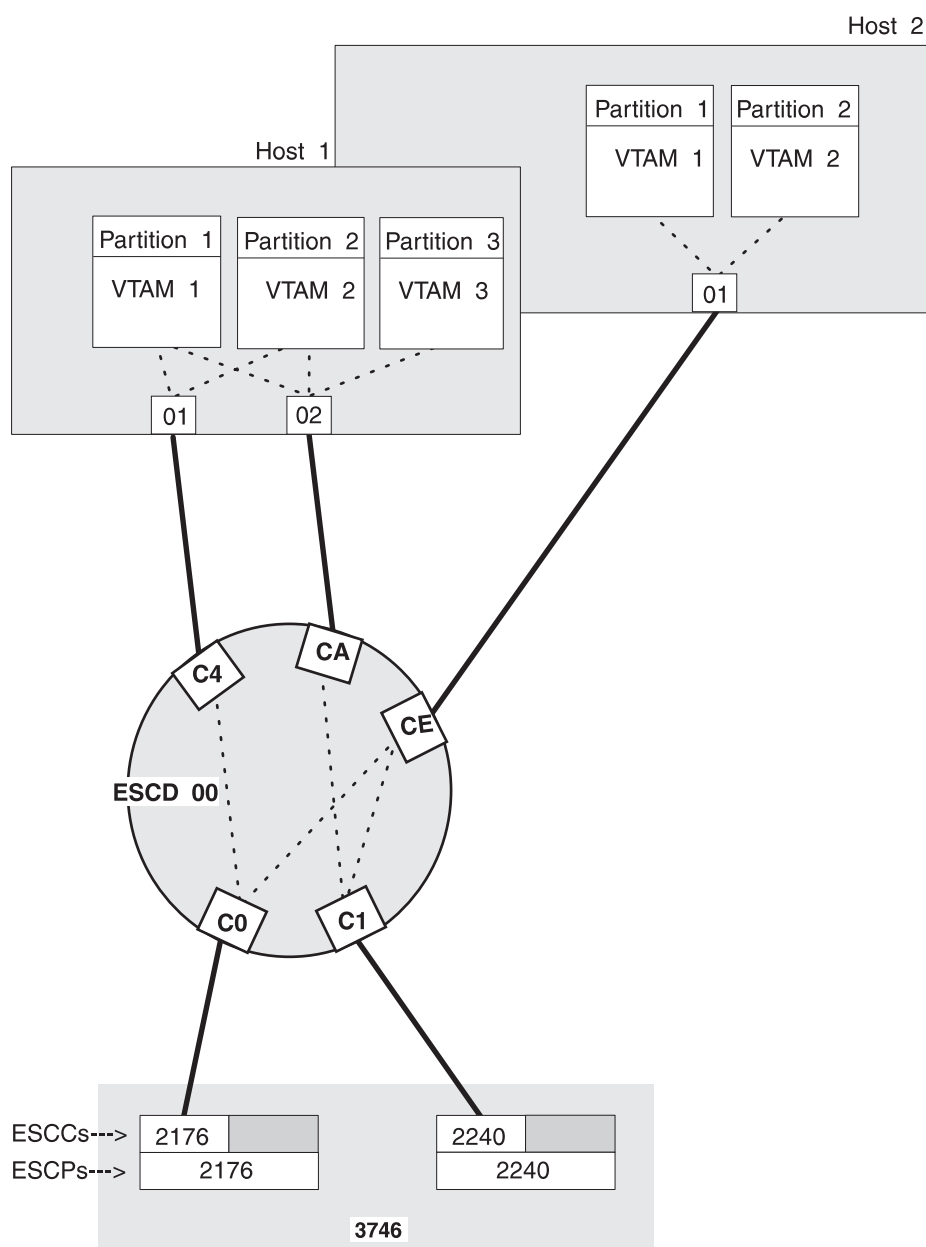 Host 2
Partition 1
Partition 2
VTAM 1
VTAM 2
01
Host 1
Partition 1
Partition 2
Partition 3
VTAM 1
VTAM 2
VTAM 3
01
02
C4
CA
CE
ESCD 00
C0
C1
ESCCs--->
2176
2240
ESCPs--->
2176
2240
3746